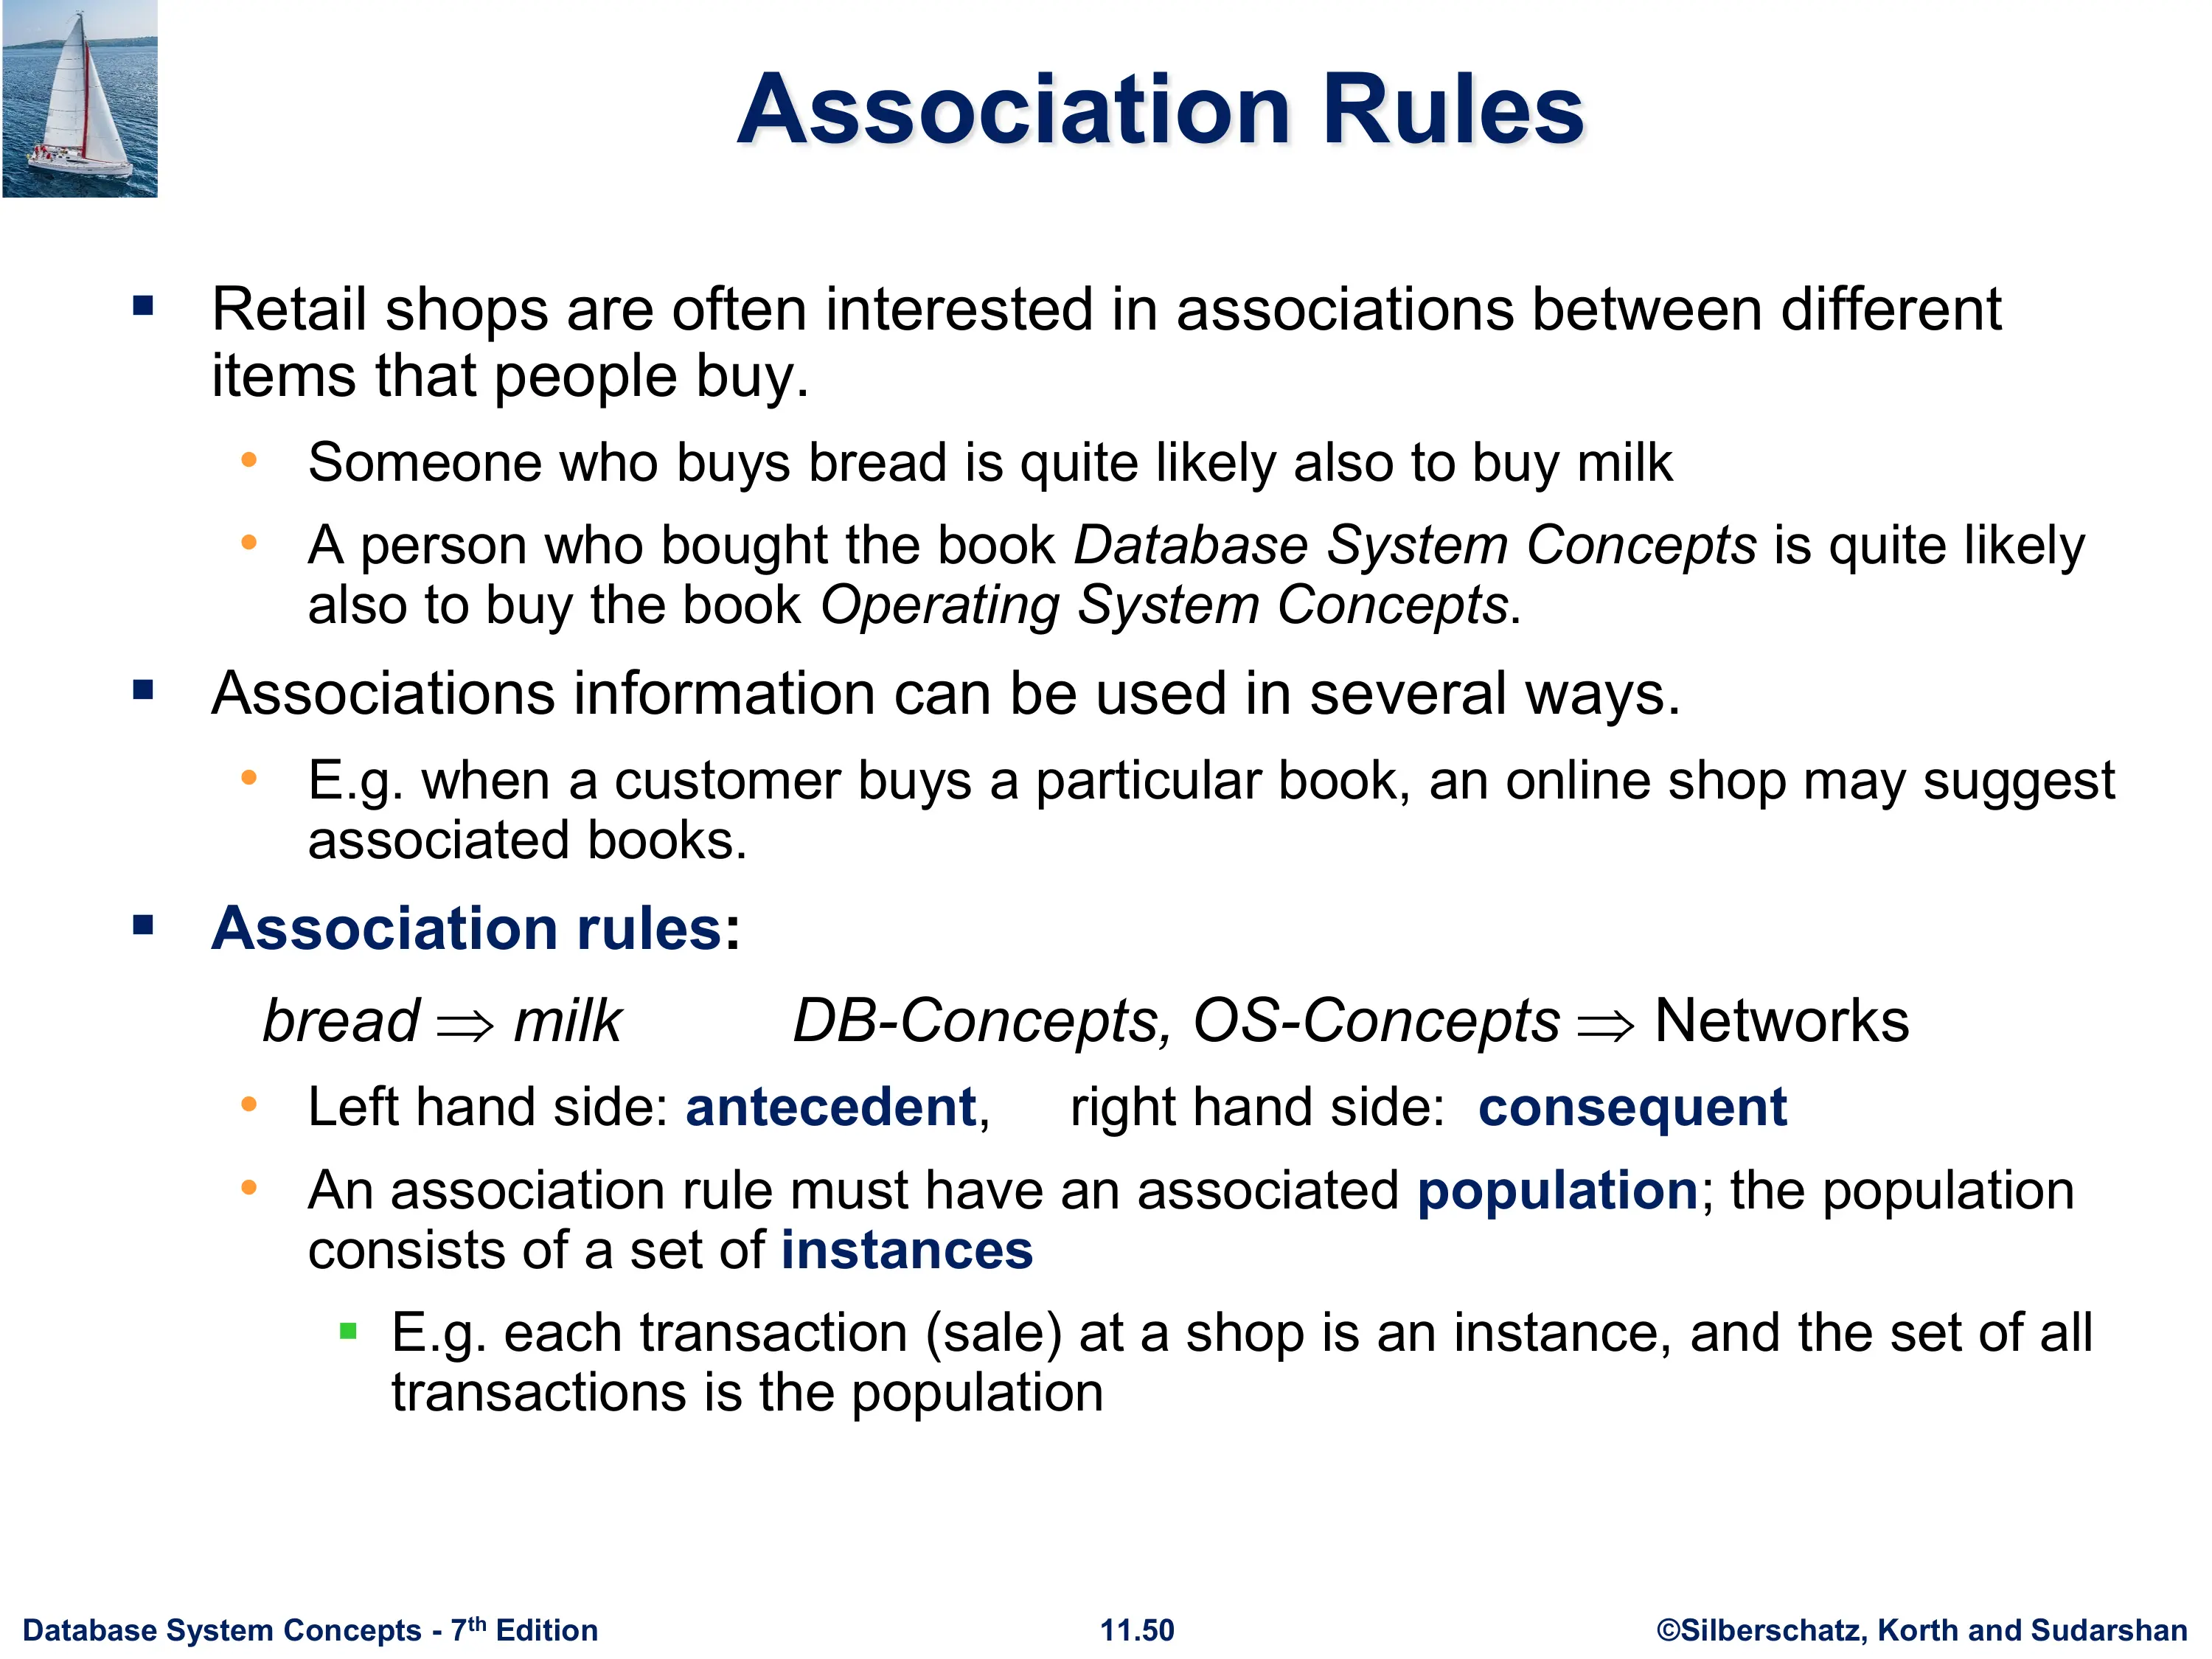 Association Rules
▪ Retail shops are often interested in associations between different
items that people buy.
• Someone who buys bread is quite likely also to buy milk
• A person who bought the book Database System Concepts is quite likely
also to buy the book Operating System Concepts.
▪ Associations information can be used in several ways.
• E.g. when a customer buys a particular book, an online shop may suggest
associated books.
▪ Association rules:
bread ⇒ milk DB-Concepts, OS-Concepts ⇒ Networks
• Left hand side: antecedent, right hand side: consequent
• An association rule must have an associated population; the population
consists of a set of instances
▪ E.g. each transaction (sale) at a shop is an instance, and the set of all
transactions is the population
Database System Concepts - 7th Edition 11.50 ©Silberschatz, Korth and Sudarshan